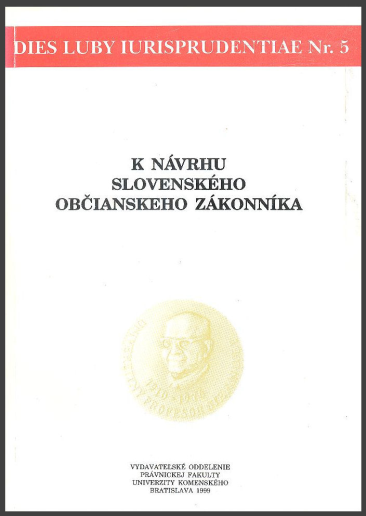 DIES LUBY IURISPRUDENTIAE Nr. 5
K NÁVRHU
SLOVENSKÉHO
OBČIANSKEHO ZÁKONNÍKA
VYDAVATEĽSKÉ ODDELENIE
PRÁVNICKEJ FAKULTY
UNIVERZITY KOMENSKÉHO
BRATISLAVA 1999